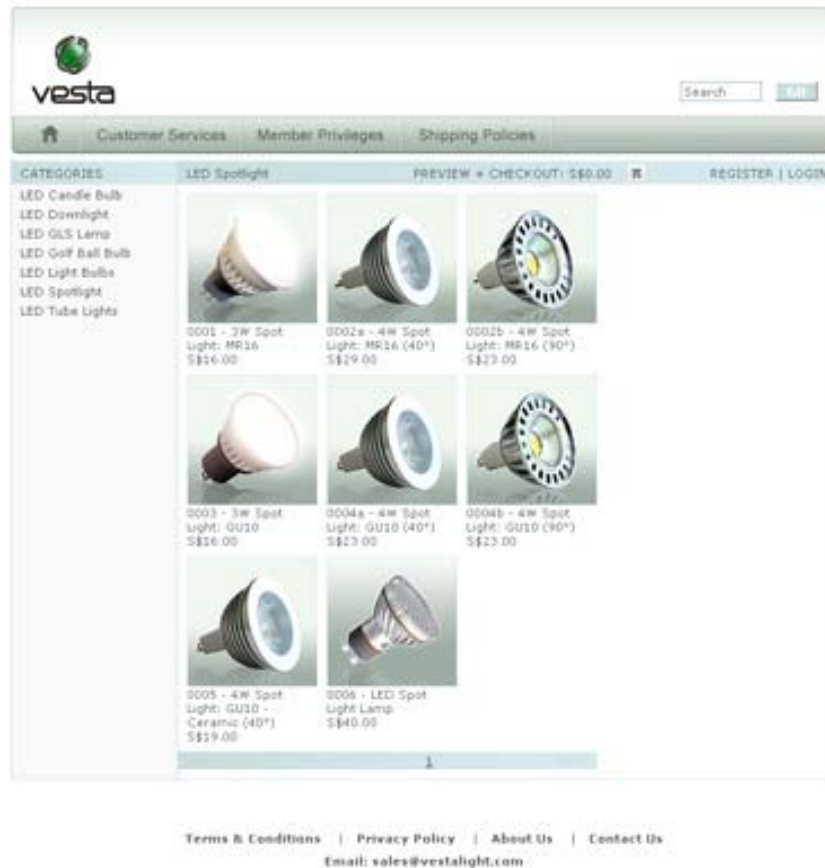 vesta
Search
Customer Services Member Privileges Shipping Policies
CATEGORIES
LED Candle Bulb
LED Downlight
LED GLS Lamp
LED Golf Ball Bulb
LED Light Bulbs
LED Spotlight
LED Tube Lights
LED Spotlight PREVIEW + CHECKOUT: S$0.00 REGISTER | LOGIN
0001 - 3W Spot
Light: MR16
S$16.00
0002a - 4W Spot
Light: MR16 (40°)
S$29.00
0002b - 4W Spot
Light: MR16 (90°)
S$23.00
0003 - 3W Spot
Light: GU10
S$16.00
0004a - 4W Spot
Light: GU10 (40°)
S$23.00
0004b - 4W Spot
Light: GU10 (90°)
S$23.00
0005 - 4W Spot
Light: GU10 -
Ceramic (40°)
S$19.00
0006 - LED Spot
Light Lamp
S$40.00
1
Terms & Conditions | Privacy Policy | About Us | Contact Us
Email: sales@vestalight.com